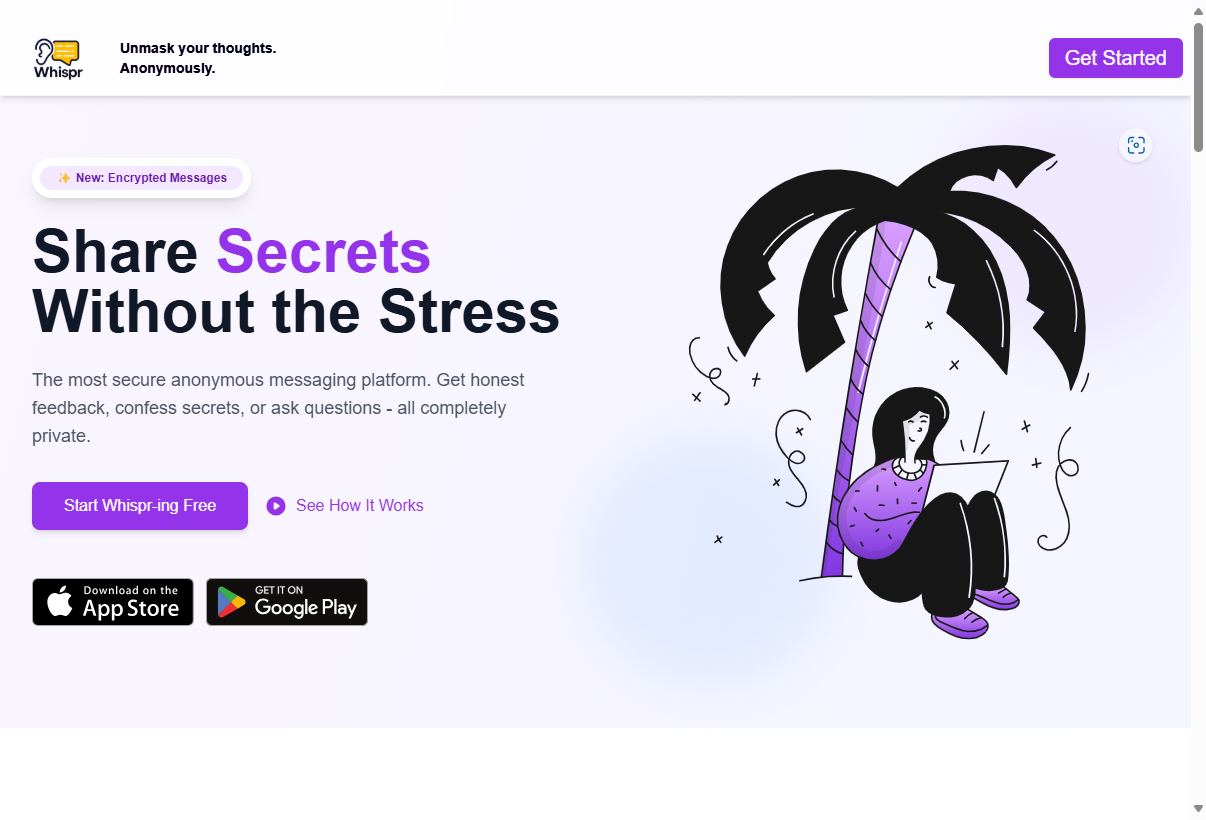 Whispr
Unmask your thoughts.
Anonymously.
Get Started
✨ New: Encrypted Messages
Share Secrets
Without the Stress
The most secure anonymous messaging platform. Get honest
feedback, confess secrets, or ask questions - all completely
private.
Start Whispr-ing Free
See How It Works
Download on the
App Store
GET IT ON
Google Play